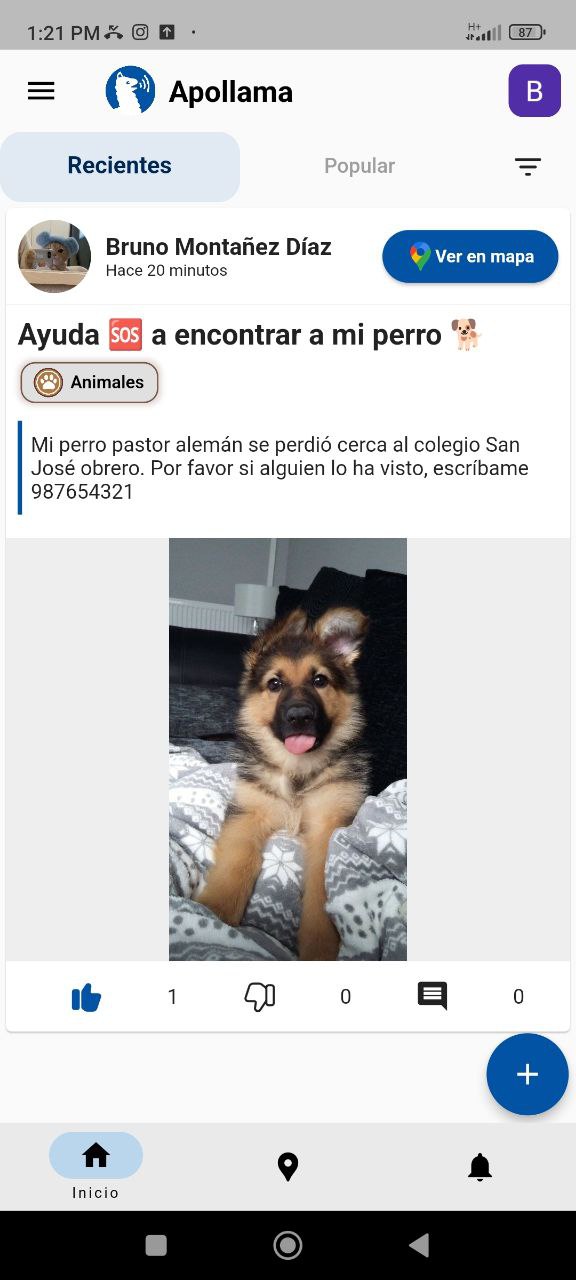 1:21 PM
H+
87
Apollama
B
Recientes
Popular
Bruno Montañez Díaz
Hace 20 minutos
Ver en mapa
Ayuda 🆘 a encontrar a mi perro 🐕
Animales
Mi perro pastor alemán se perdió cerca al colegio San
José obrero. Por favor si alguien lo ha visto, escríbame
987654321
1
0
0
Inicio